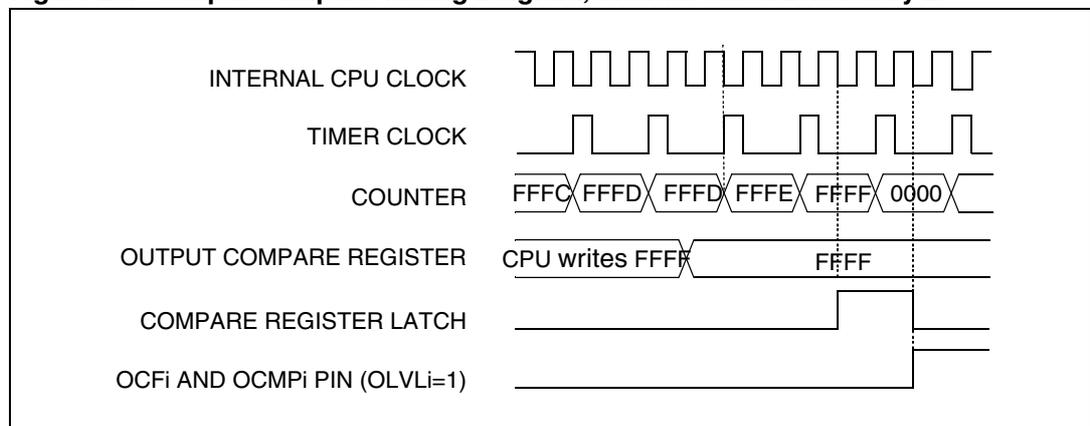 INTERNAL CPU CLOCK
TIMER CLOCK
COUNTER FFFC FFFD FFFD FFFE FFFF 0000
OUTPUT COMPARE REGISTER CPU writes FFFF FFFF
COMPARE REGISTER LATCH
OCFi AND OCMPi PIN (OLVLi=1)